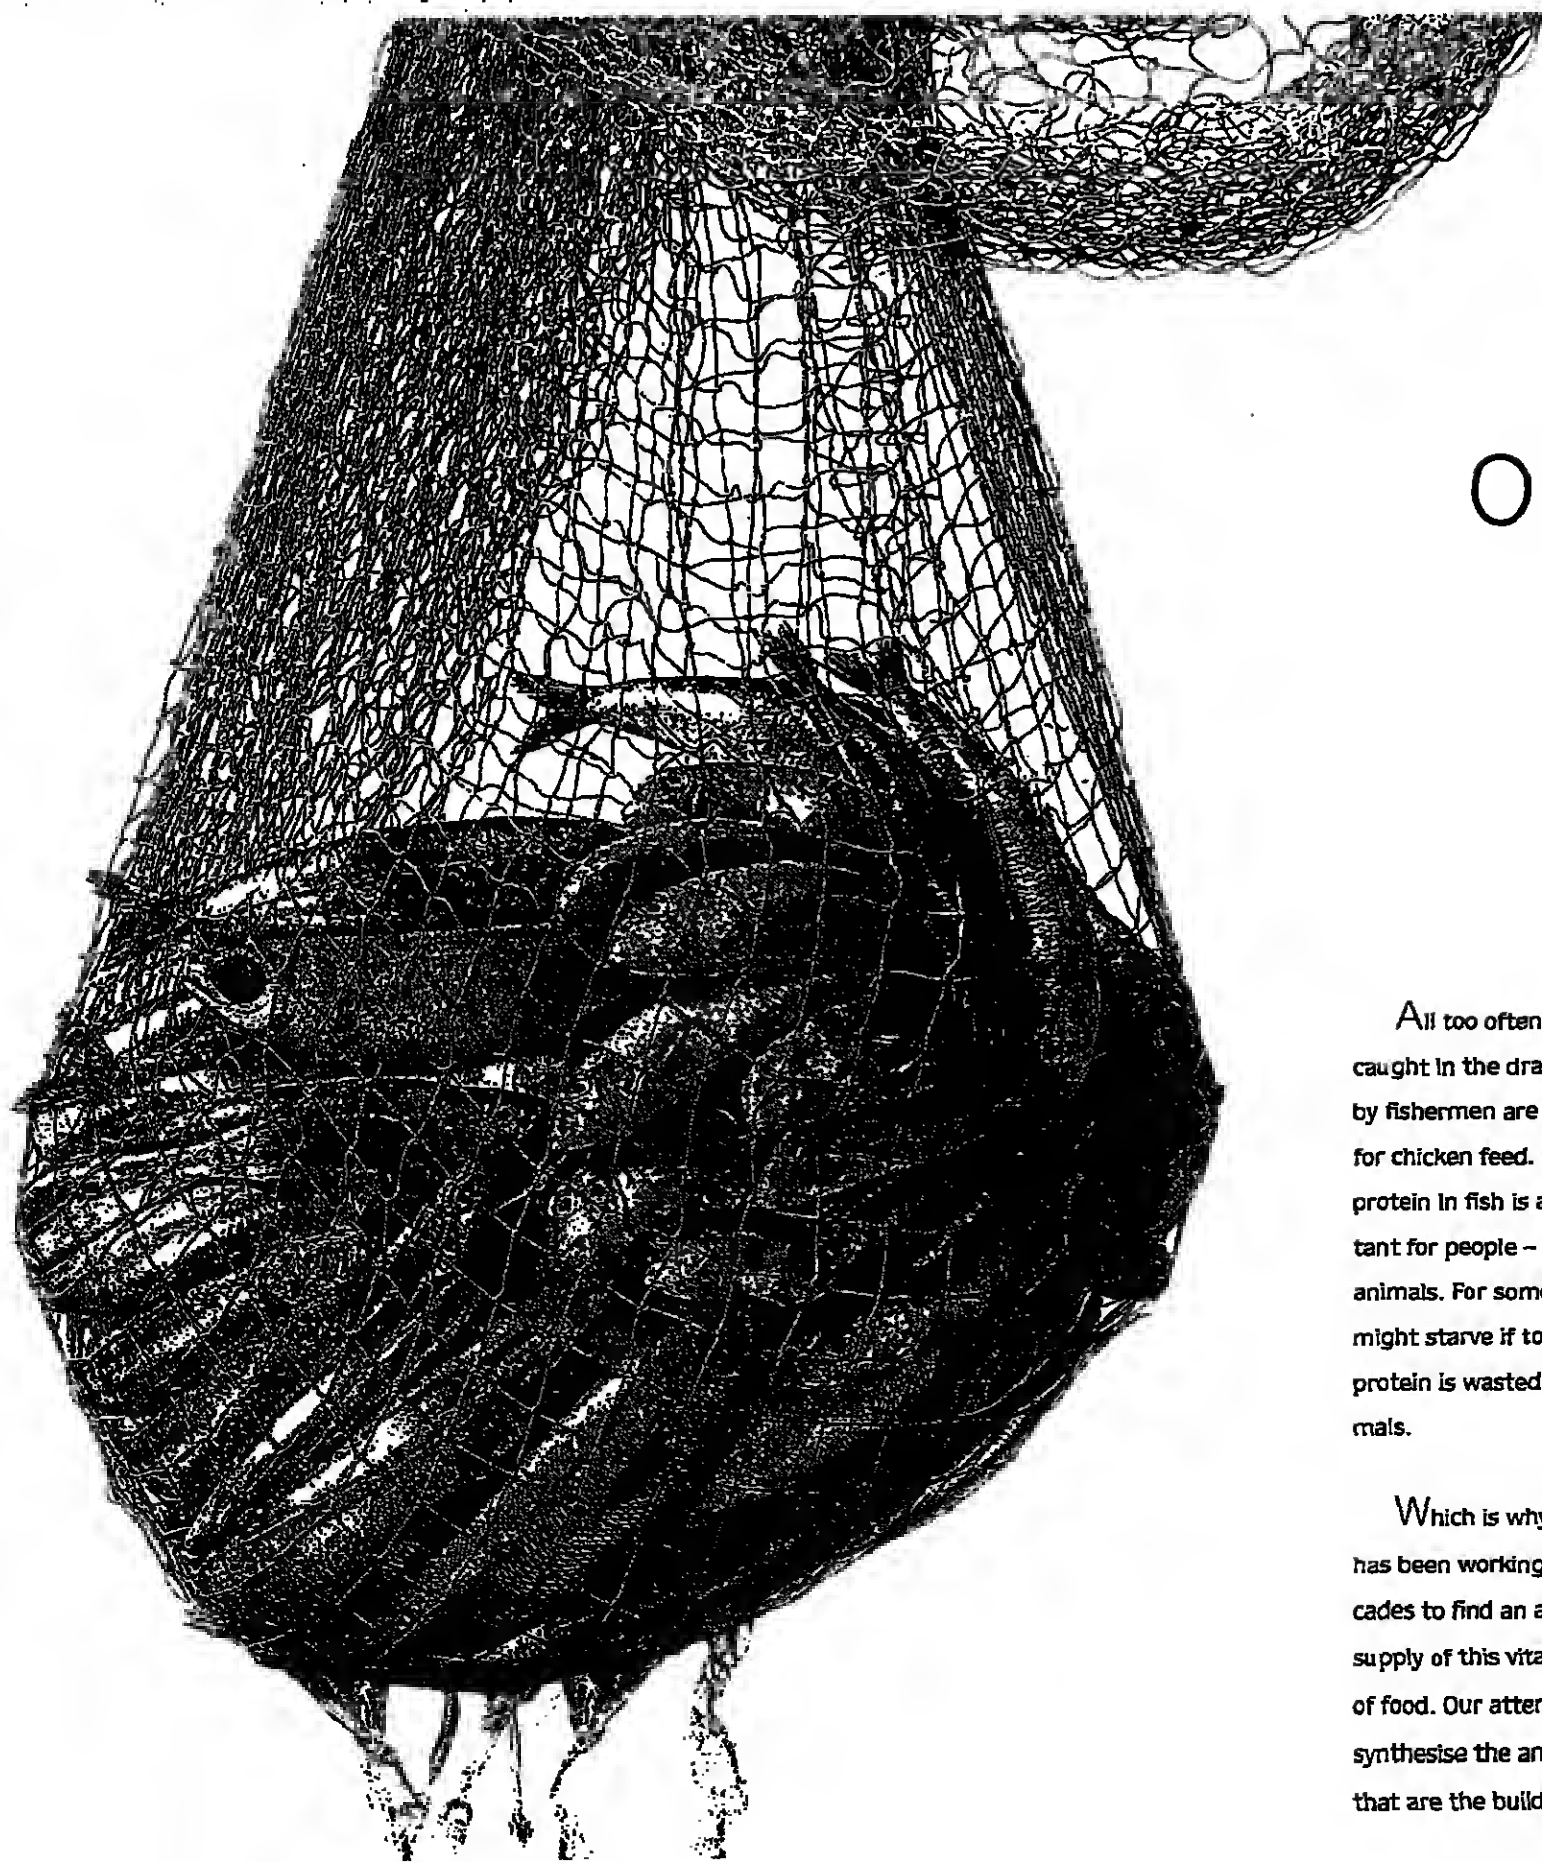 O
All too often
caught in the dra
by fishermen are
for chicken feed.
protein in fish is a
tant for people –
animals. For some
might starve if to
protein is wasted
mals.
Which is why
has been working
cades to find an a
supply of this vita
of food. Our atter
synthesise the an
that are the build